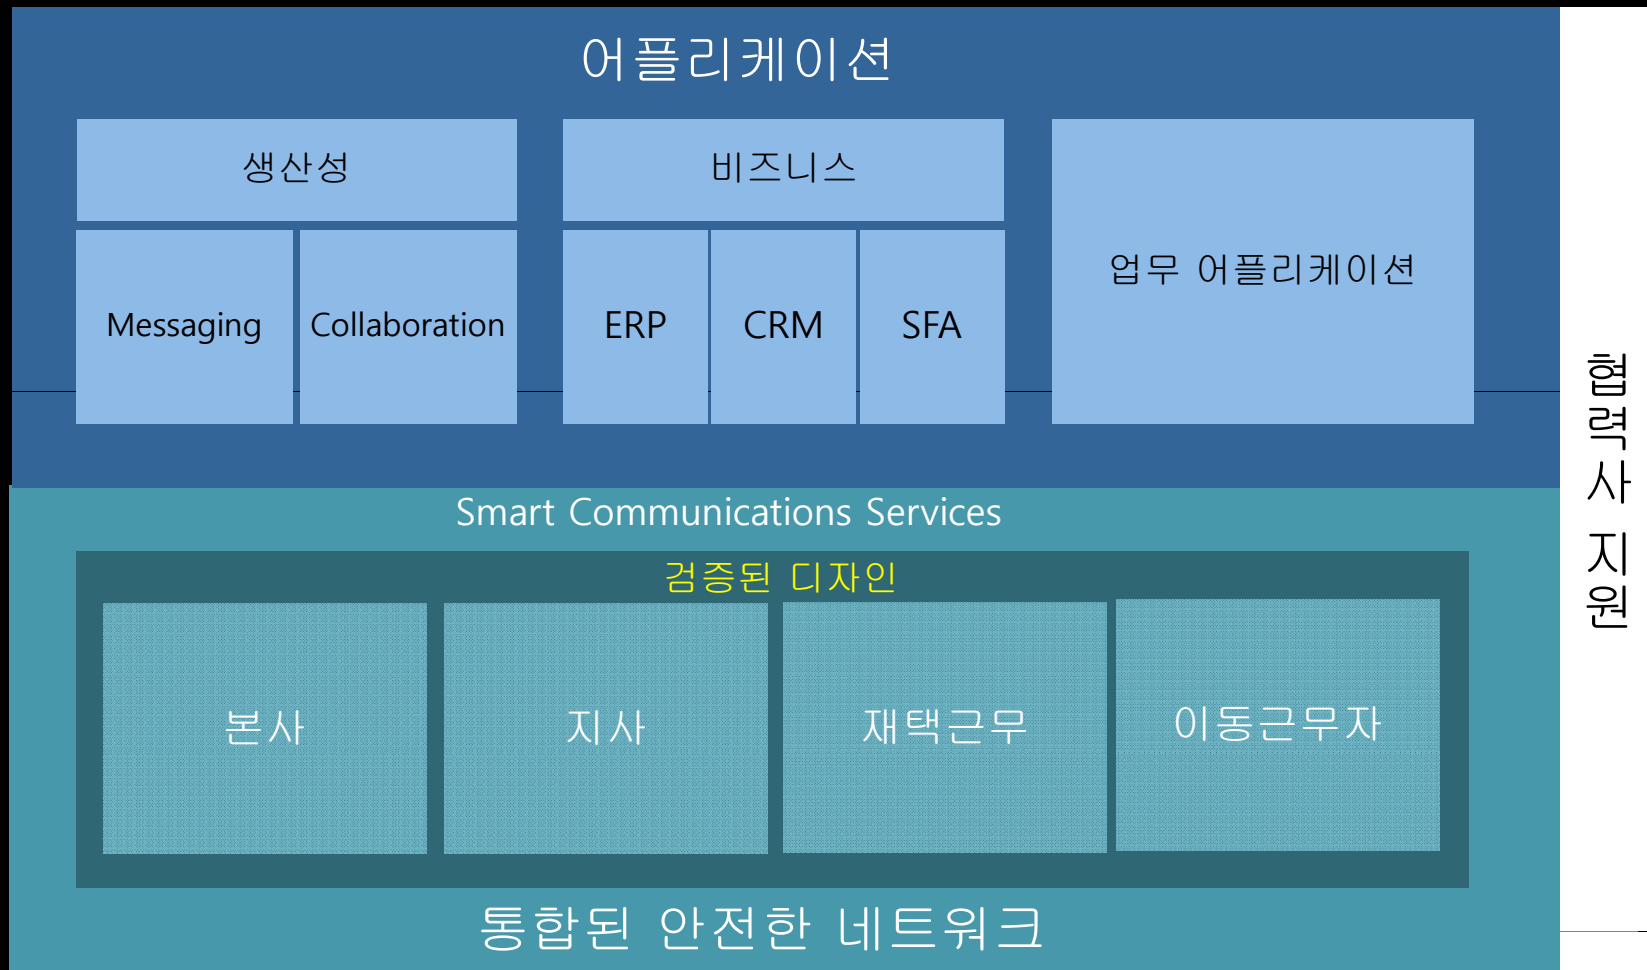 어플리케이션
생산성
비즈니스
업무 어플리케이션
Messaging
Collaboration
ERP
CRM
SFA
Smart Communications Services
검증된 디자인
본사
지사
재택근무
이동근무자
통합된 안전한 네트워크
협력사 지원